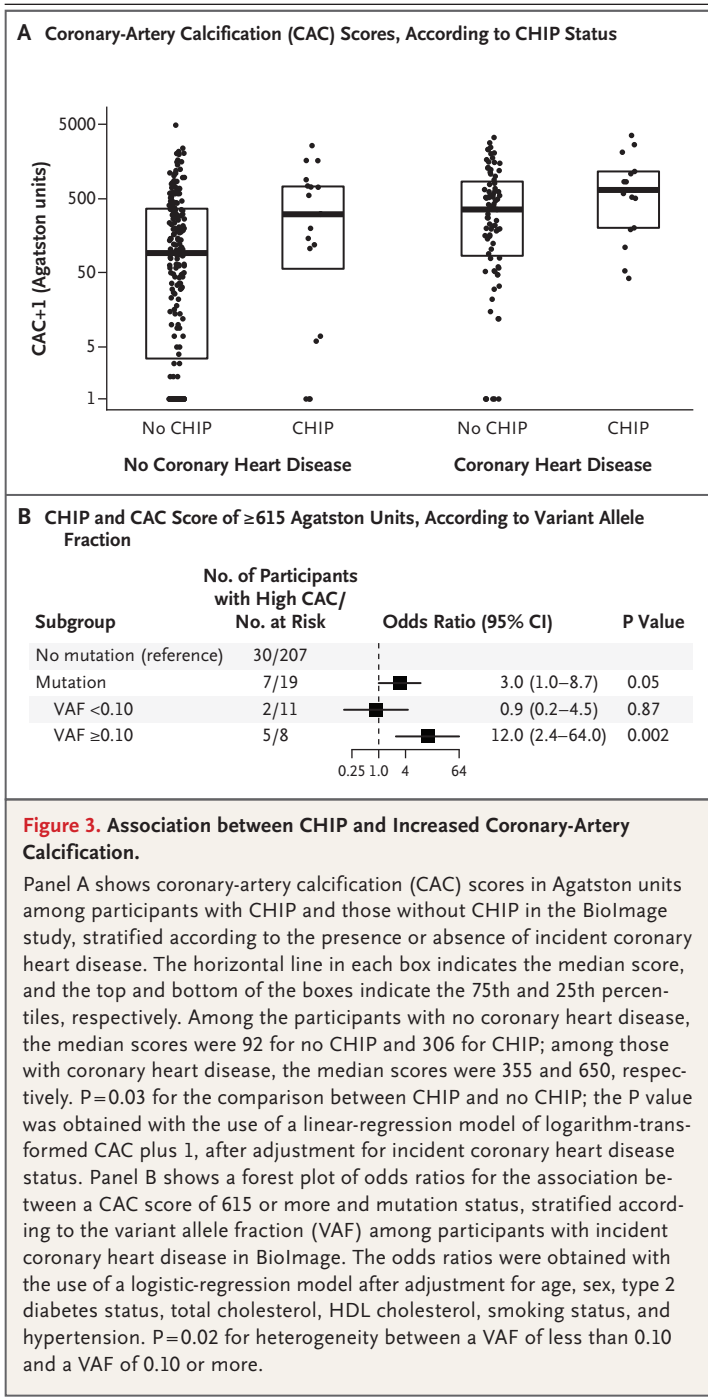 A Coronary-Artery Calcification (CAC) Scores, According to CHIP Status
CAC+1 (Agatston units)
5000
500
50
5
1
No CHIP CHIP No CHIP CHIP
No Coronary Heart Disease Coronary Heart Disease
B CHIP and CAC Score of ≥615 Agatston Units, According to Variant Allele
Fraction
No. of Participants
with High CAC/
Subgroup No. at Risk Odds Ratio (95% CI) P Value
No mutation (reference) 30/207
Mutation 7/19 3.0 (1.0–8.7) 0.05
VAF <0.10 2/11 0.9 (0.2–4.5) 0.87
VAF ≥0.10 5/8 12.0 (2.4–64.0) 0.002
0.25 1.0 4 64
Figure 3. Association between CHIP and Increased Coronary-Artery
Calcification.
Panel A shows coronary-artery calcification (CAC) scores in Agatston units
among participants with CHIP and those without CHIP in the BioImage
study, stratified according to the presence or absence of incident coronary
heart disease. The horizontal line in each box indicates the median score,
and the top and bottom of the boxes indicate the 75th and 25th percen-
tiles, respectively. Among the participants with no coronary heart disease,
the median scores were 92 for no CHIP and 306 for CHIP; among those
with coronary heart disease, the median scores were 355 and 650, respec-
tively. P=0.03 for the comparison between CHIP and no CHIP; the P value
was obtained with the use of a linear-regression model of logarithm-trans-
formed CAC plus 1, after adjustment for incident coronary heart disease
status. Panel B shows a forest plot of odds ratios for the association be-
tween a CAC score of 615 or more and mutation status, stratified accord-
ing to the variant allele fraction (VAF) among participants with incident
coronary heart disease in BioImage. The odds ratios were obtained with
the use of a logistic-regression model after adjustment for age, sex, type 2
diabetes status, total cholesterol, HDL cholesterol, smoking status, and
hypertension. P=0.02 for heterogeneity between a VAF of less than 0.10
and a VAF of 0.10 or more.